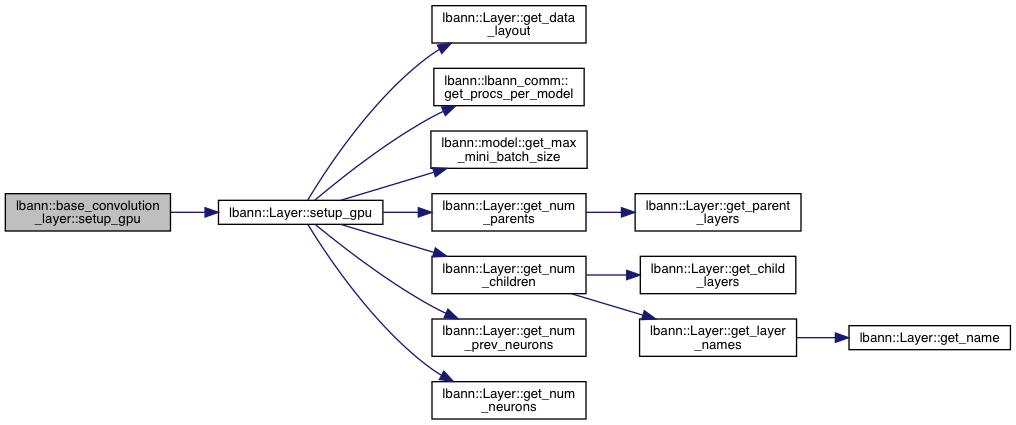 lbann::base_convolution
_layer::setup_gpu
lbann::Layer::setup_gpu
lbann::Layer::get_data
_layout
lbann::lbann_comm::
get_procs_per_model
lbann::model::get_max
_mini_batch_size
lbann::Layer::get_num
_parents
lbann::Layer::get_parent
_layers
lbann::Layer::get_num
_children
lbann::Layer::get_child
_layers
lbann::Layer::get_layer
_names
lbann::Layer::get_name
lbann::Layer::get_num
_prev_neurons
lbann::Layer::get_num
_neurons